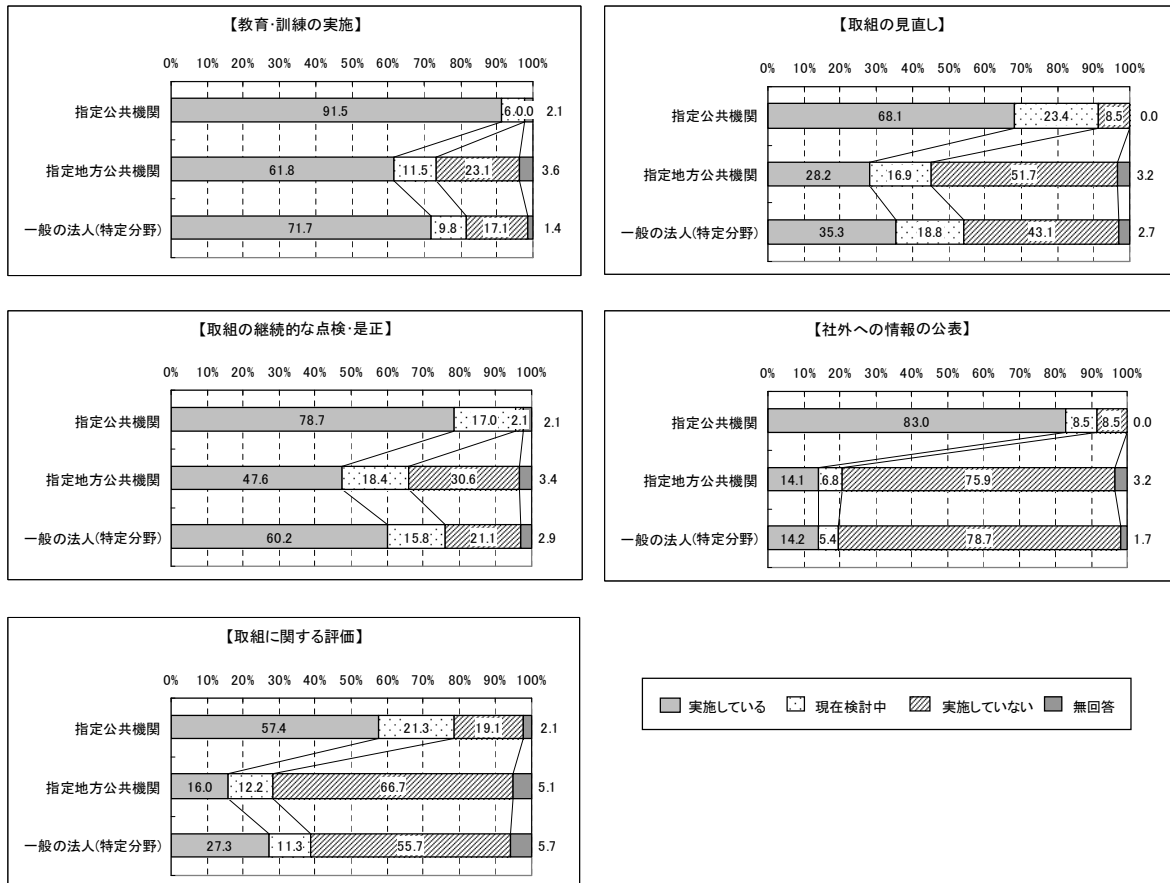 【教育・訓練の実施】
0% 10% 20% 30% 40% 50% 60% 70% 80% 90% 100%
指定公共機関 91.5 6. 0.0 2.1
指定地方公共機関 61.8 11.5 23.1 3.6
一般の法人(特定分野) 71.7 9.8 17.1 1.4
【取組の見直し】
0% 10% 20% 30% 40% 50% 60% 70% 80% 90% 100%
指定公共機関 68.1 23.4 8.5 0.0
指定地方公共機関 28.2 16.9 51.7 3.2
一般の法人(特定分野) 35.3 18.8 43.1 2.7
【取組の継続的な点検・是正】
0% 10% 20% 30% 40% 50% 60% 70% 80% 90% 100%
指定公共機関 78.7 17.0 2.1 2.1
指定地方公共機関 47.6 18.4 30.6 3.4
一般の法人(特定分野) 60.2 15.8 21.1 2.9
【社外への情報の公表】
0% 10% 20% 30% 40% 50% 60% 70% 80% 90% 100%
指定公共機関 83.0 8.5 8.5 0.0
指定地方公共機関 14.1 6.8 75.9 3.2
一般の法人(特定分野) 14.2 5.4 78.7 1.7
【取組に関する評価】
0% 10% 20% 30% 40% 50% 60% 70% 80% 90% 100%
指定公共機関 57.4 21.3 19.1 2.1
指定地方公共機関 16.0 12.2 66.7 5.1
一般の法人(特定分野) 27.3 11.3 55.7 5.7
実施している 現在検討中 実施していない 無回答